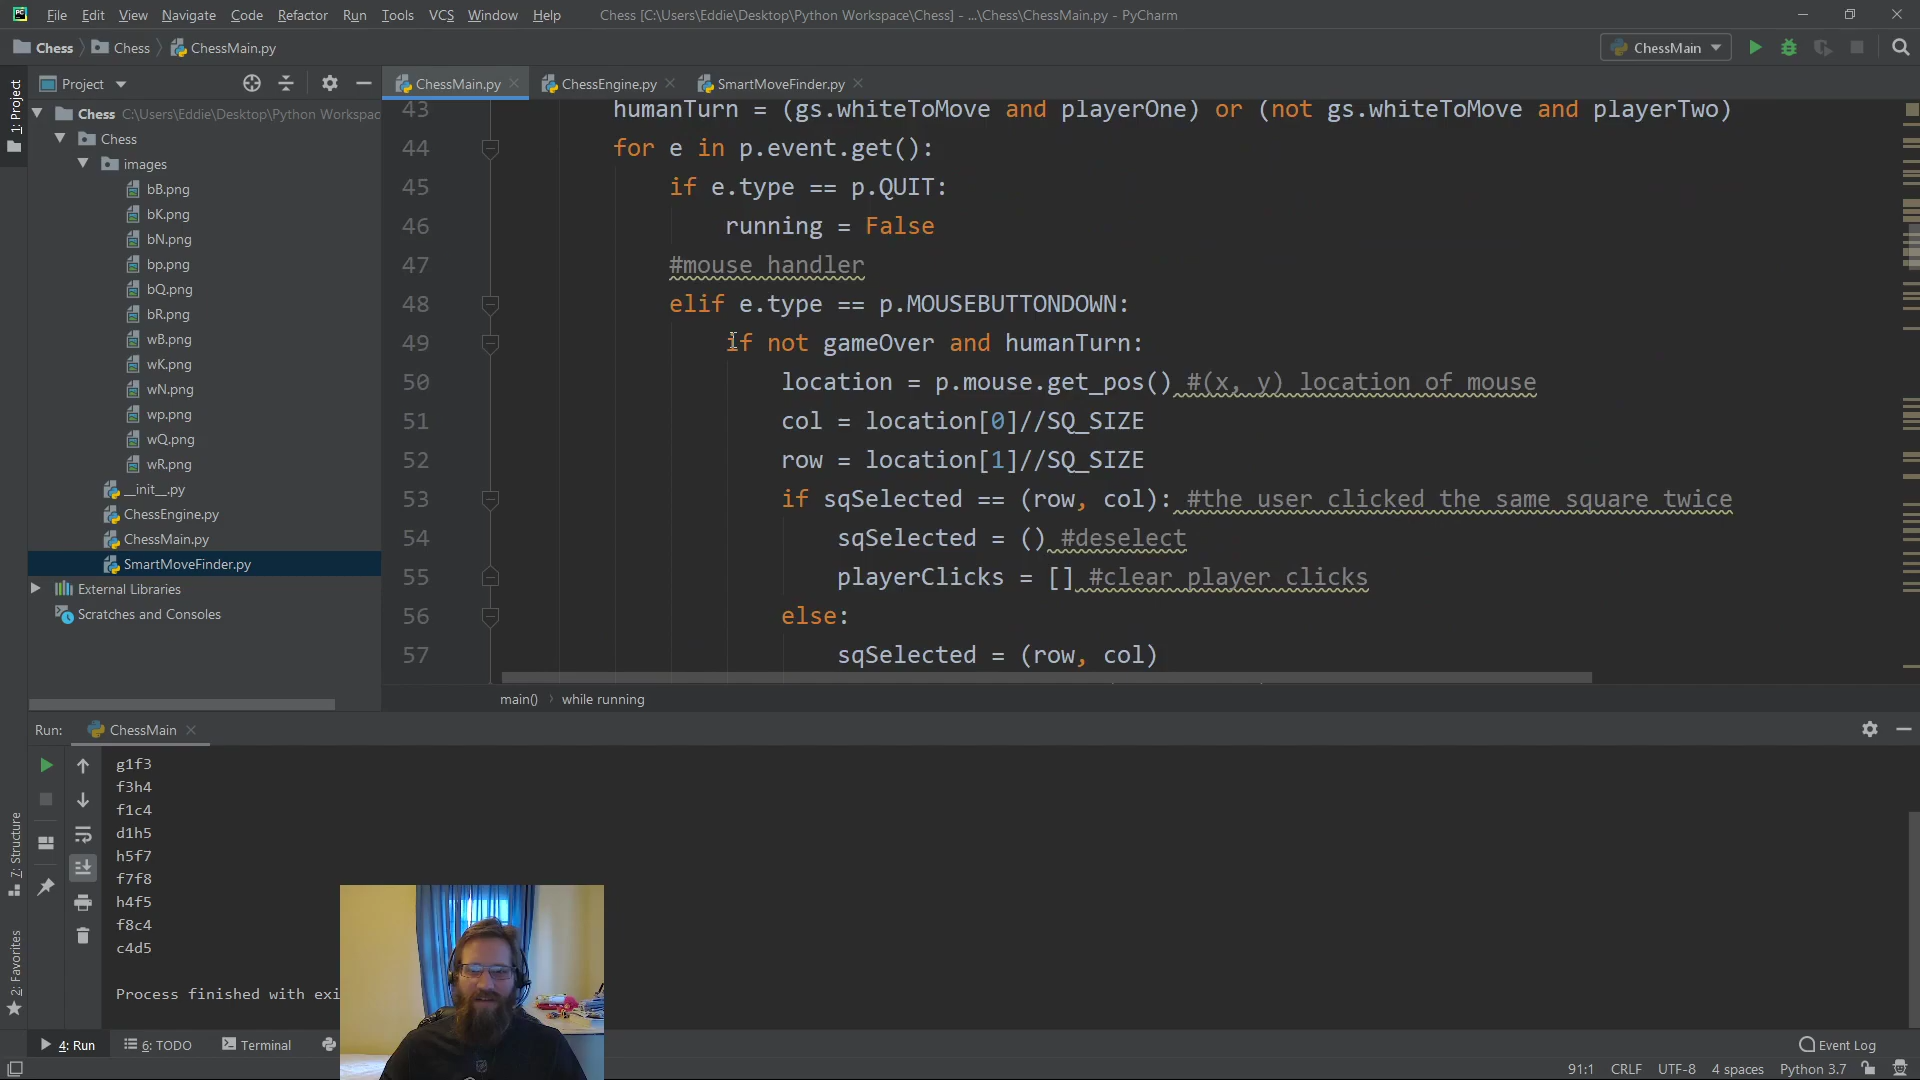 File Edit View Navigate Code Refactor Run Tools VCS Window Help Chess [C:\Users\Eddie\Desktop\Python Workspace\Chess] - ...\Chess\ChessMain.py - PyCharm
Chess Chess ChessMain.py ChessMain
Project ChessMain.py ChessEngine.py SmartMoveFinder.py
1: Project
Chess C:\Users\Eddie\Desktop\Python Workspac
Chess
images
bB.png
bK.png
bN.png
bp.png
bQ.png
bR.png
wB.png
wK.png
wN.png
wp.png
wQ.png
wR.png
__init__.py
ChessEngine.py
ChessMain.py
SmartMoveFinder.py
External Libraries
Scratches and Consoles
43 humanTurn = (gs.whiteToMove and playerOne) or (not gs.whiteToMove and playerTwo)
44 for e in p.event.get():
45 if e.type == p.QUIT:
46 running = False
47 #mouse handler
48 elif e.type == p.MOUSEBUTTONDOWN:
49 if not gameOver and humanTurn:
50 location = p.mouse.get_pos() #(x, y) location of mouse
51 col = location[0]//SQ_SIZE
52 row = location[1]//SQ_SIZE
53 if sqSelected == (row, col): #the user clicked the same square twice
54 sqSelected = () #deselect
55 playerClicks = [] #clear player clicks
56 else:
57 sqSelected = (row, col)
main() while running
Run: ChessMain
g1f3
f3h4
f1c4
d1h5
h5f7
f7f8
h4f5
f8c4
c4d5
Process finished with exi
7: Structure
2: Favorites
4: Run 6: TODO Terminal Event Log
91:1 CRLF UTF-8 4 spaces Python 3.7